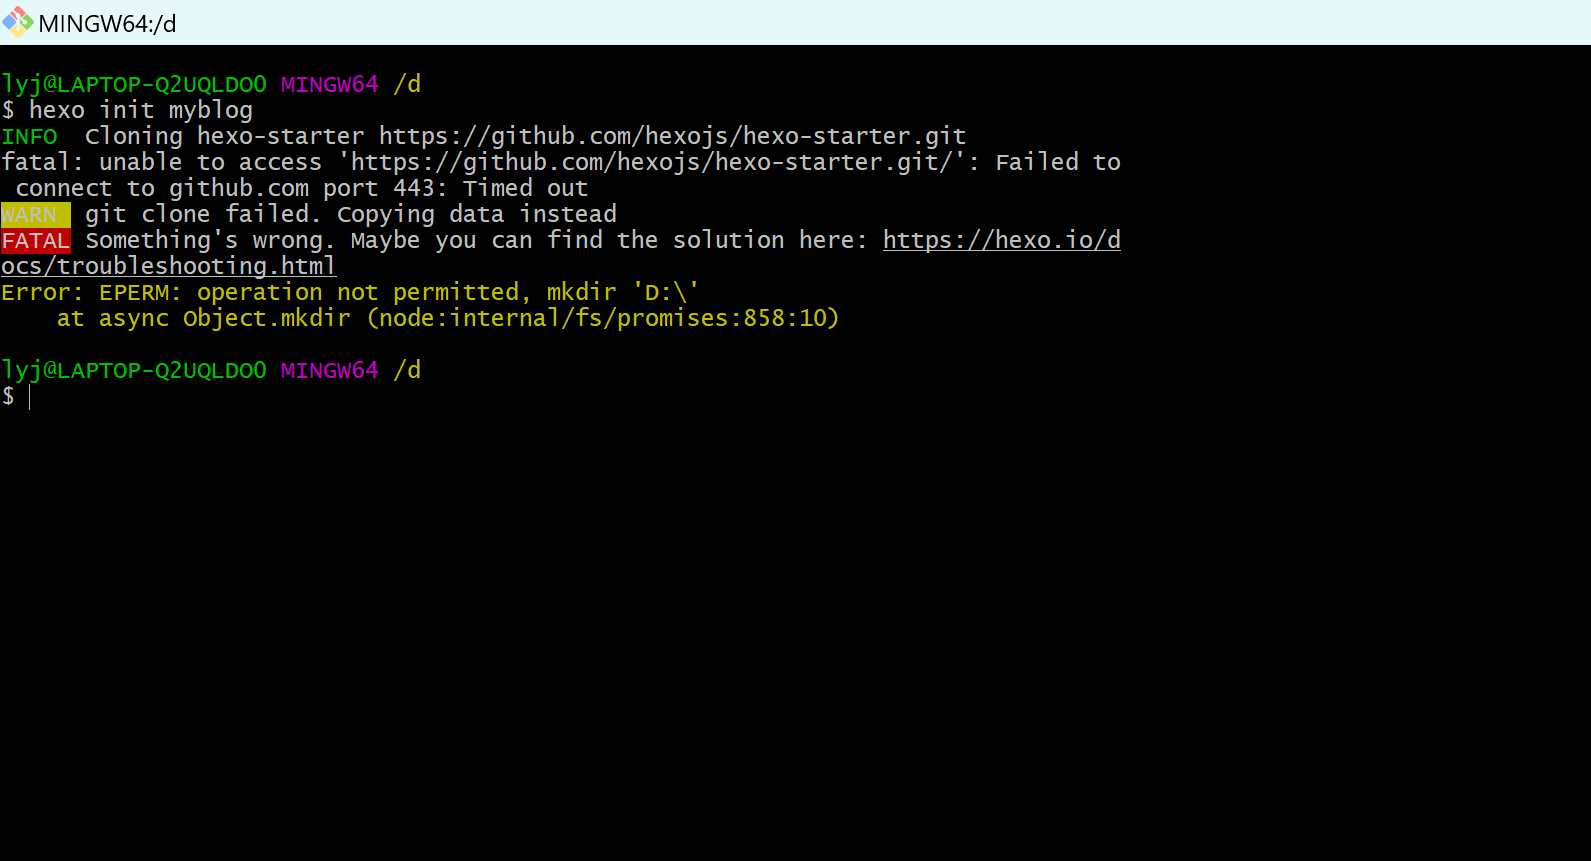 MINGW64:/d
lyj@LAPTOP-Q2UQLDO0 MINGW64 /d
$ hexo init myblog
INFO  Cloning hexo-starter https://github.com/hexojs/hexo-starter.git
fatal: unable to access 'https://github.com/hexojs/hexo-starter.git/': Failed to
 connect to github.com port 443: Timed out
WARN  git clone failed. Copying data instead
FATAL Something's wrong. Maybe you can find the solution here: https://hexo.io/d
ocs/troubleshooting.html
Error: EPERM: operation not permitted, mkdir 'D:\'
    at async Object.mkdir (node:internal/fs/promises:858:10)
lyj@LAPTOP-Q2UQLDO0 MINGW64 /d
$